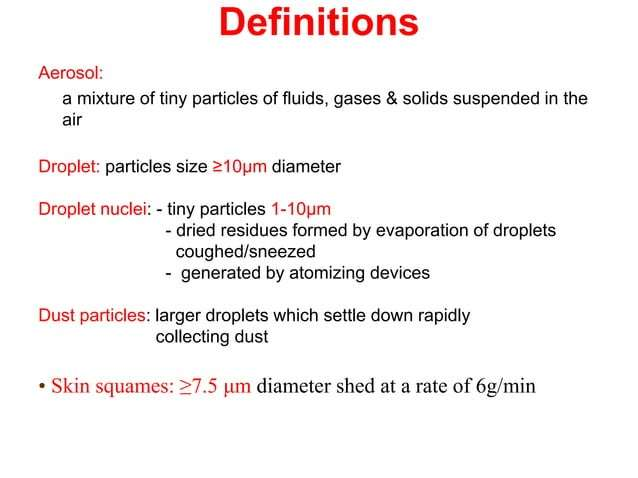 Definitions
Aerosol:
a mixture of tiny particles of fluids, gases & solids suspended in the
air
Droplet: particles size ≥10μm diameter
Droplet nuclei: - tiny particles 1-10μm
- dried residues formed by evaporation of droplets
coughed/sneezed
- generated by atomizing devices
Dust particles: larger droplets which settle down rapidly
collecting dust
• Skin squames: ≥7.5 μm diameter shed at a rate of 6g/min